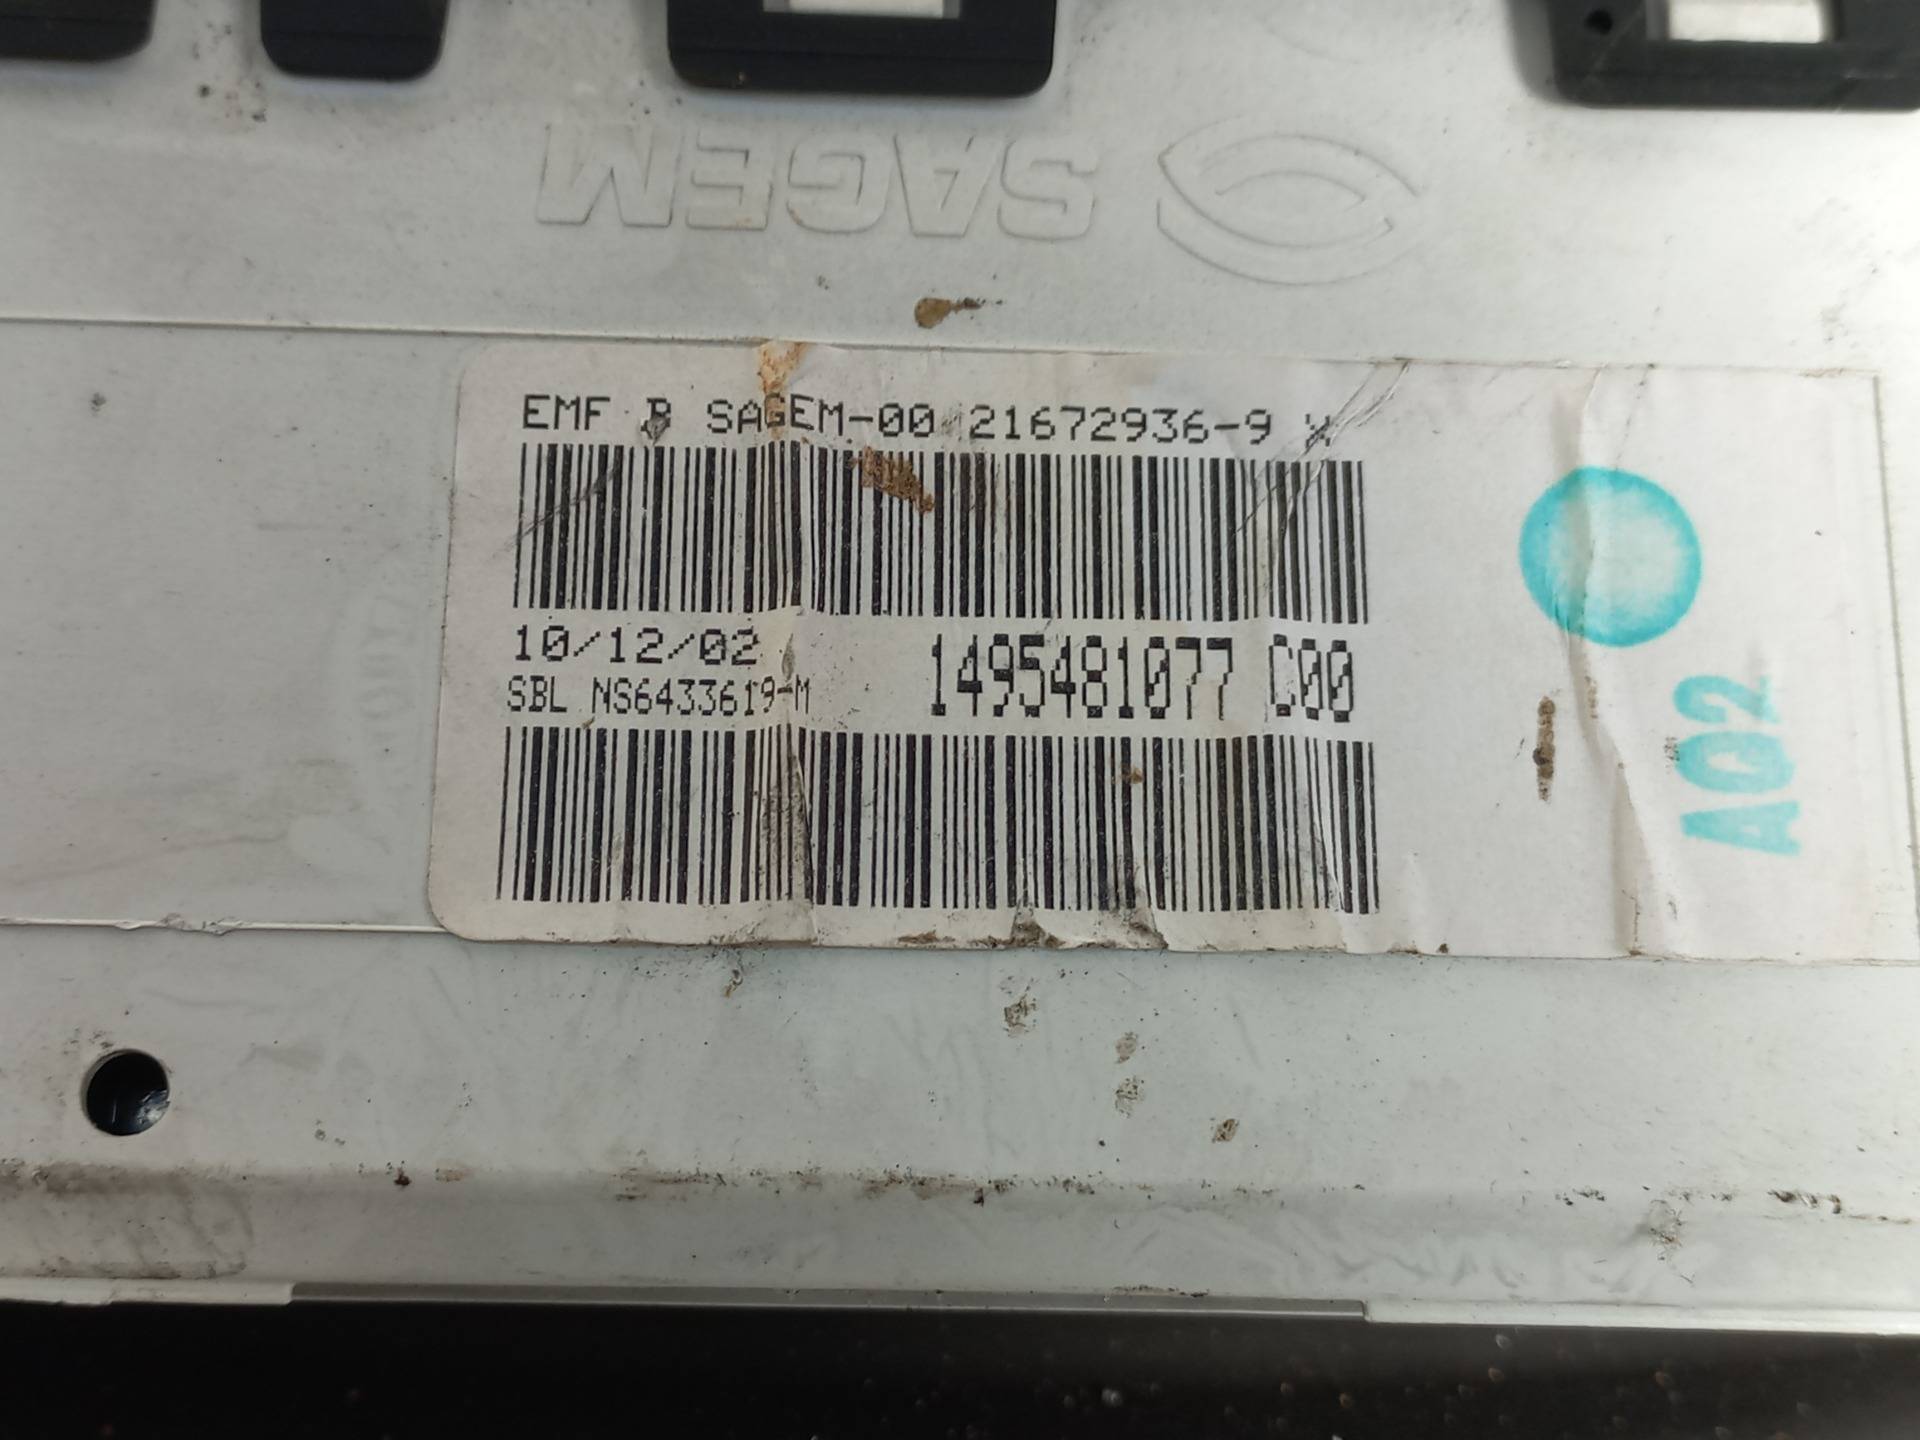 SAGEM
EMF B SAGEM-00 21672936-9 X
10/12/02
SBL NS6433619-M
1495481077 C00
A02